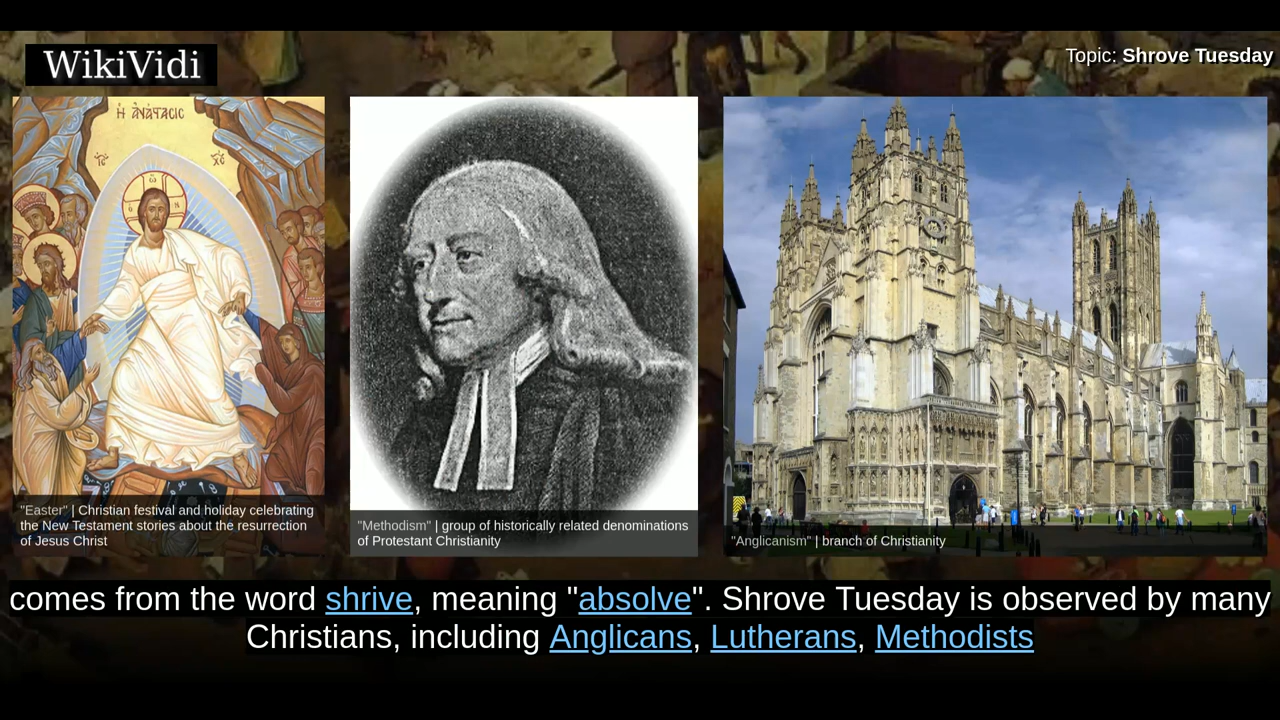 WikiVidi
Topic: Shrove Tuesday
Ἡ ἈΝΆΣΤΑCΙC
"Easter" | Christian festival and holiday celebrating
the New Testament stories about the resurrection
of Jesus Christ
"Methodism" | group of historically related denominations
of Protestant Christianity
"Anglicanism" | branch of Christianity
comes from the word shrive, meaning "absolve". Shrove Tuesday is observed by many
Christians, including Anglicans, Lutherans, Methodists